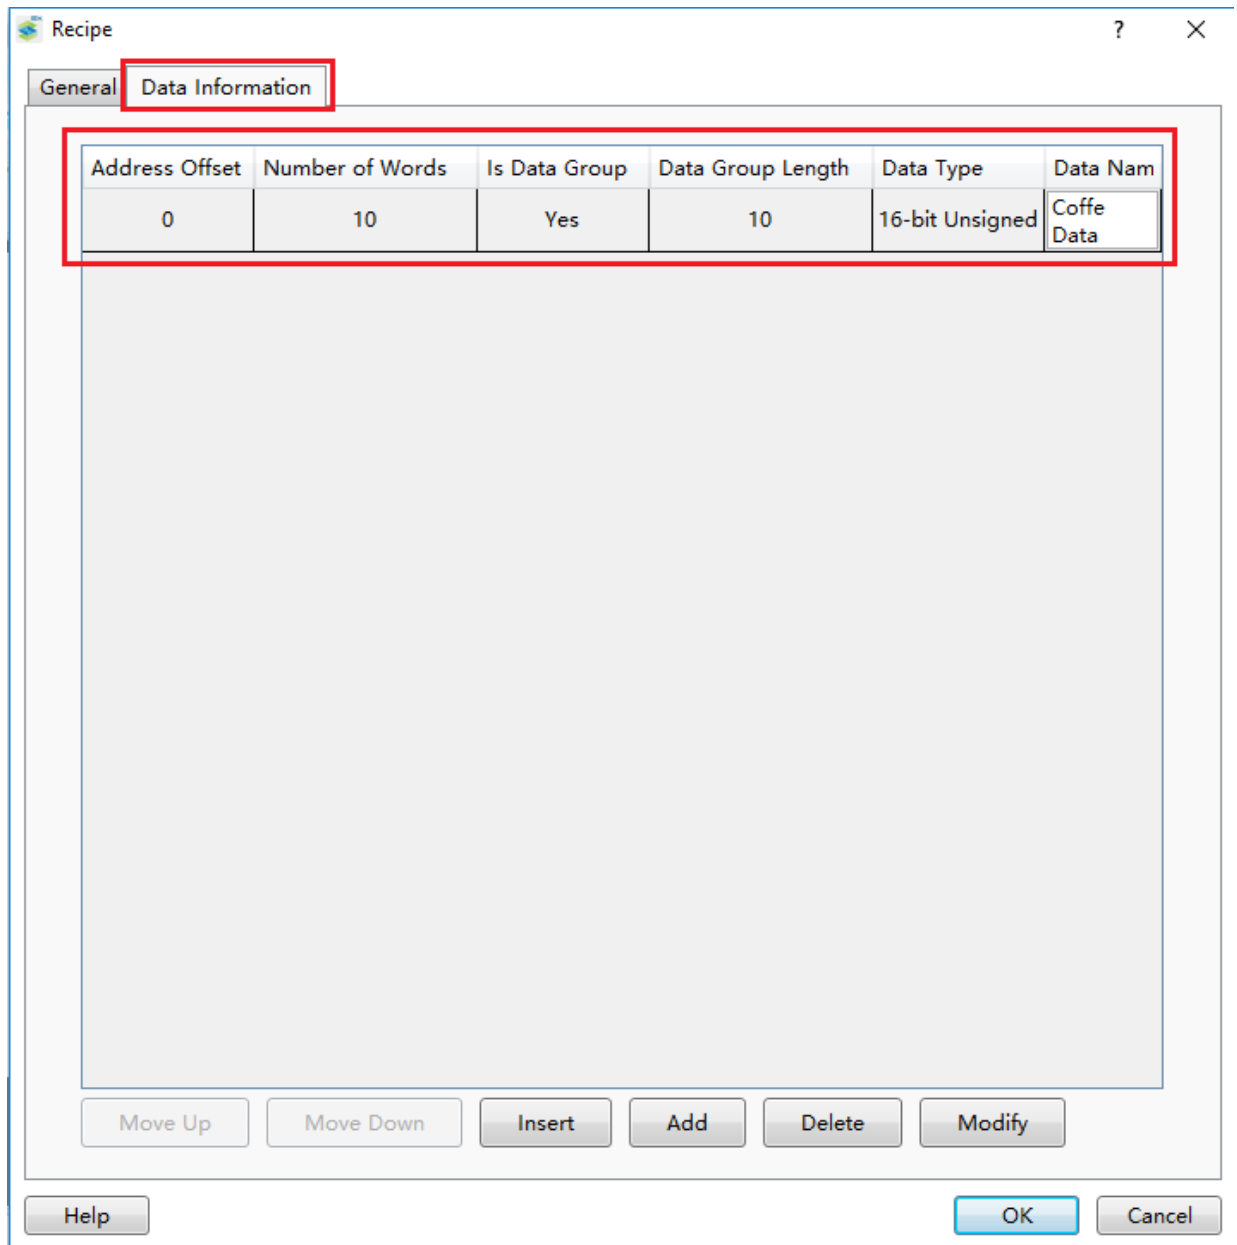 Recipe ?
General Data Information
Address Offset Number of Words Is Data Group Data Group Length Data Type Data Nam
0 10 Yes 10 16-bit Unsigned Coffe
Data
Move Up Move Down Insert Add Delete Modify
Help OK Cancel